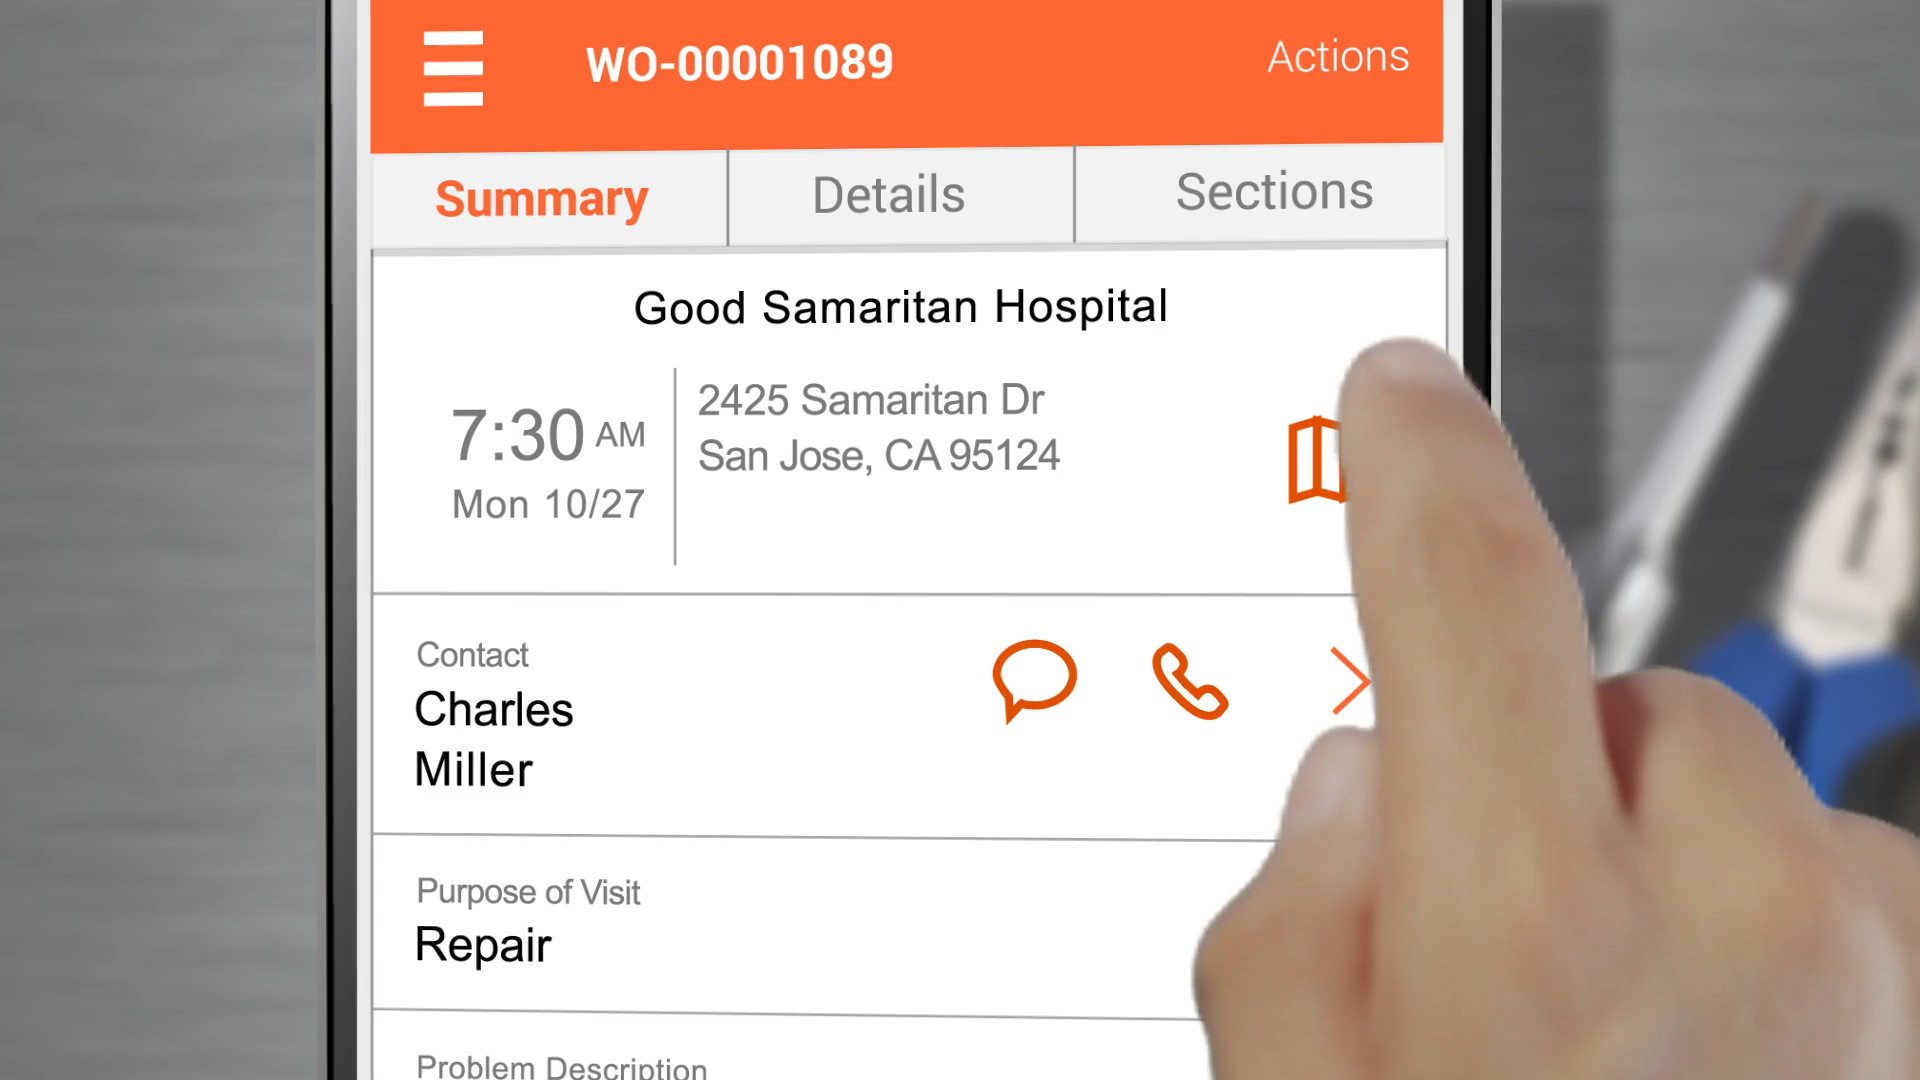 WO-00001089
Actions
Summary
Details
Sections
Good Samaritan Hospital
7:30 AM
Mon 10/27
2425 Samaritan Dr
San Jose, CA 95124
Contact
Charles
Miller
Purpose of Visit
Repair
Problem Description